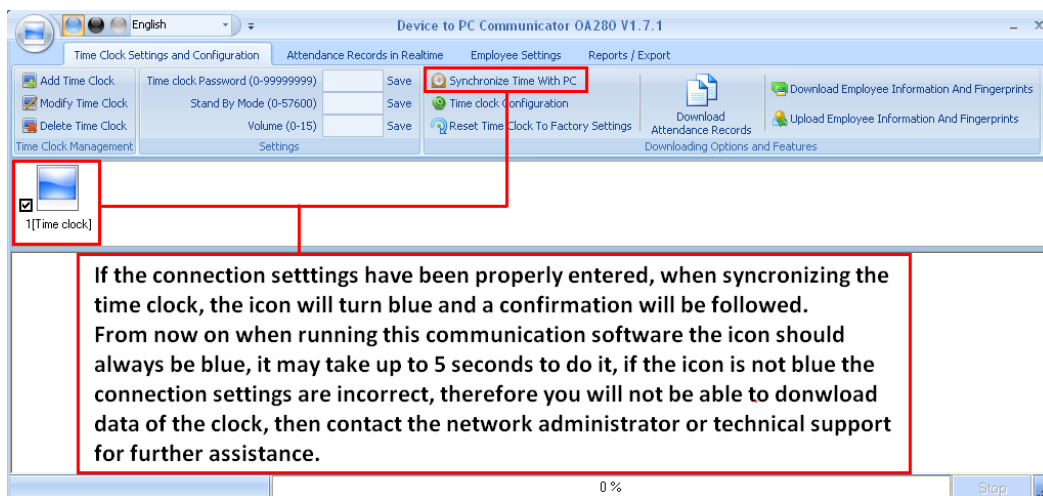 English
Device to PC Communicator OA280 V1.7.1
Time Clock Settings and Configuration Attendance Records in Realtime Employee Settings Reports / Export
Add Time Clock
Modify Time Clock
Delete Time Clock
Time Clock Management
Time clock Password (0-99999999) Save
Stand By Mode (0-57600) Save
Volume (0-15) Save
Settings
Synchronize Time With PC
Time clock Configuration
Reset Time Clock To Factory Settings
Download
Attendance Records
Download Employee Information And Fingerprints
Upload Employee Information And Fingerprints
Downloading Options and Features
1[Time clock]
If the connection setttings have been properly entered, when syncronizing the
time clock, the icon will turn blue and a confirmation will be followed.
From now on when running this communication software the icon should
always be blue, it may take up to 5 seconds to do it, if the icon is not blue the
connection settings are incorrect, therefore you will not be able to donwload
data of the clock, then contact the network administrator or technical support
for further assistance.
0 %
Stop